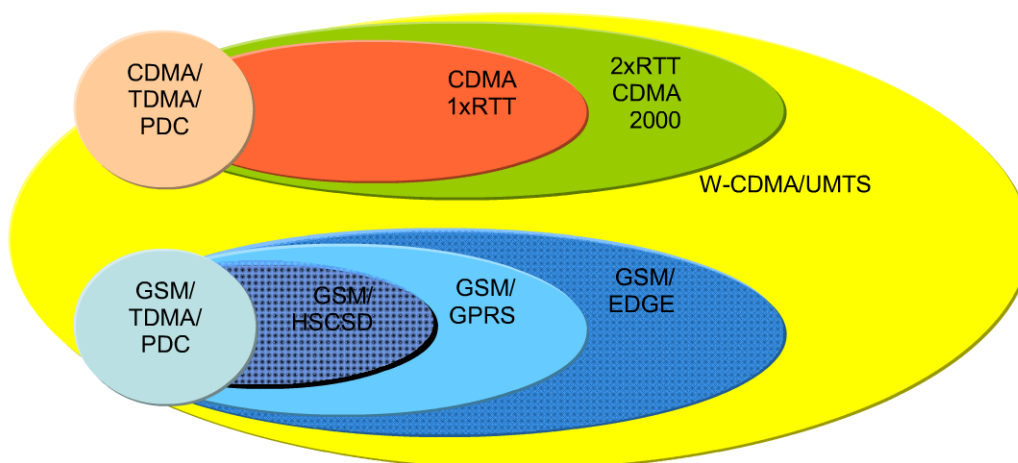 CDMA/
TDMA/
PDC
CDMA
1xRTT
2xRTT
CDMA
2000
W-CDMA/UMTS
GSM/
TDMA/
PDC
GSM/
HSCSD
GSM/
GPRS
GSM/
EDGE